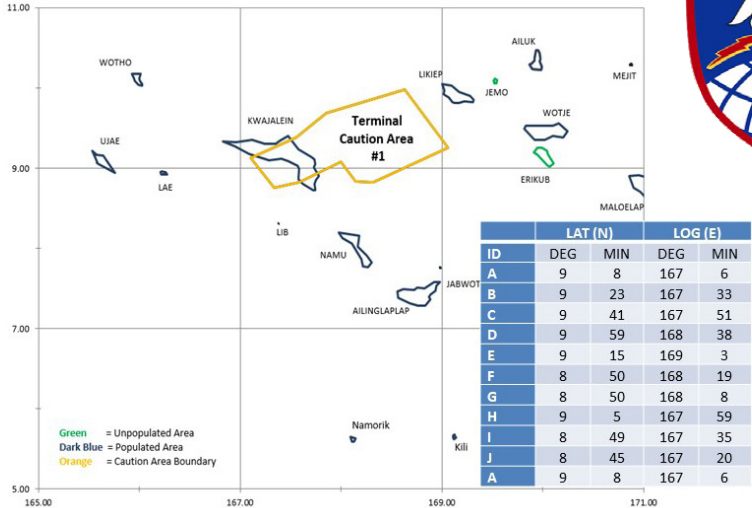 11.00
AILUK
WOTHO
LIKIEP
MEJIT
JEMO
Terminal
Caution Area
#1
WOTJE
KWAJALEIN
UJAE
9.00
LAE
ERIKUB
MALOELAP
LIB
NAMU
JABWOT
AILINGLAPLAP
7.00
Namorik
Kili
Green = Unpopulated Area
Dark Blue = Populated Area
Orange = Caution Area Boundary
5.00
165.00 167.00 169.00 171.00
LAT (N) LOG (E)
ID DEG MIN DEG MIN
A 9 8 167 6
B 9 23 167 33
C 9 41 167 51
D 9 59 168 38
E 9 15 169 3
F 8 50 168 19
G 8 50 168 8
H 9 5 167 59
I 8 49 167 35
J 8 45 167 20
A 9 8 167 6